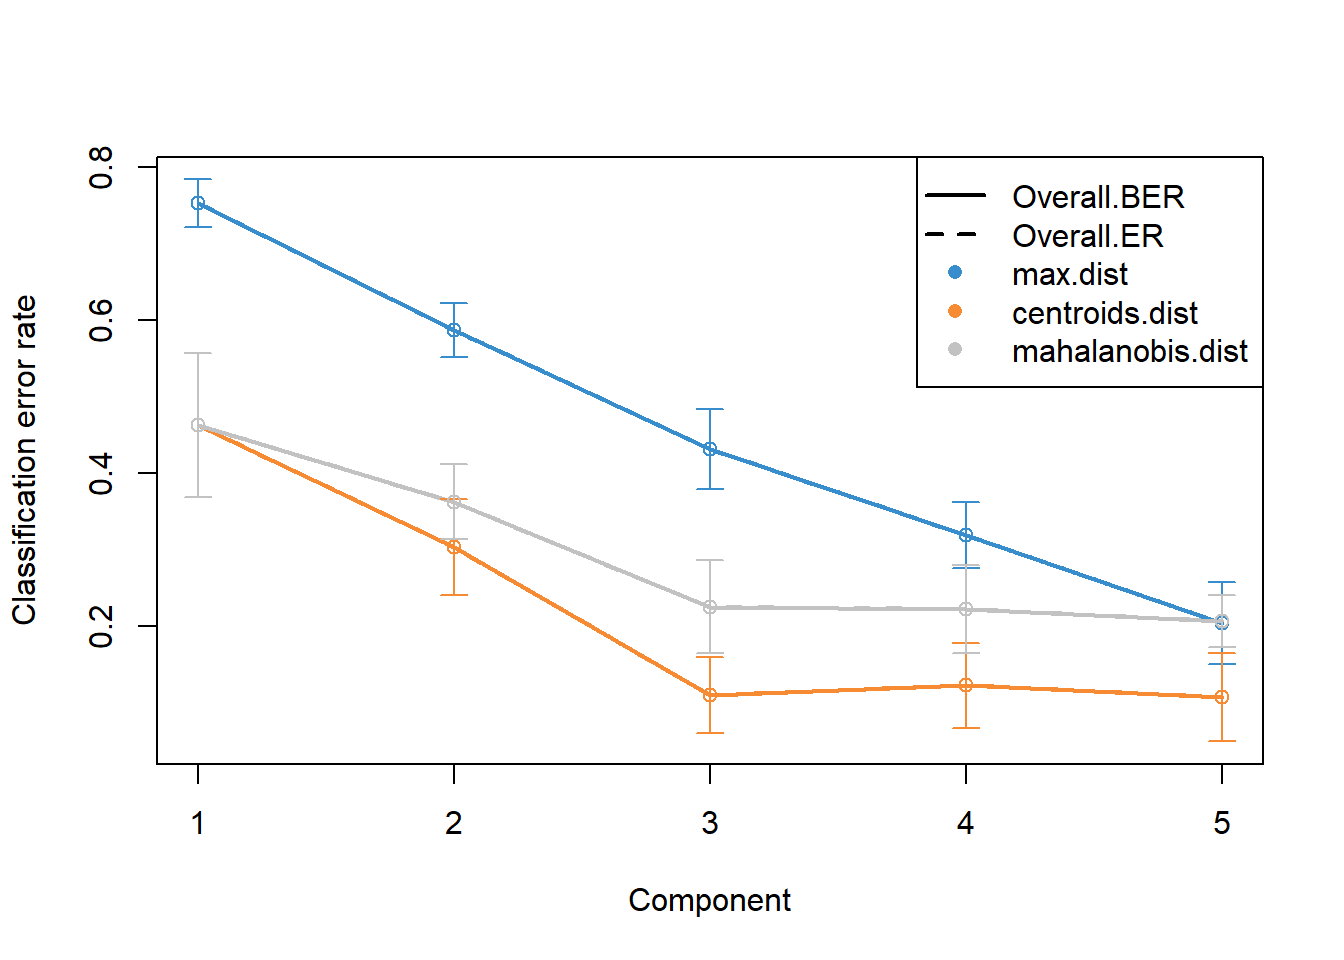 Classification error rate
0.8
0.6
0.4
0.2
Overall.BER
Overall.ER
max.dist
centroids.dist
mahalanobis.dist
1 2 3 4 5
Component